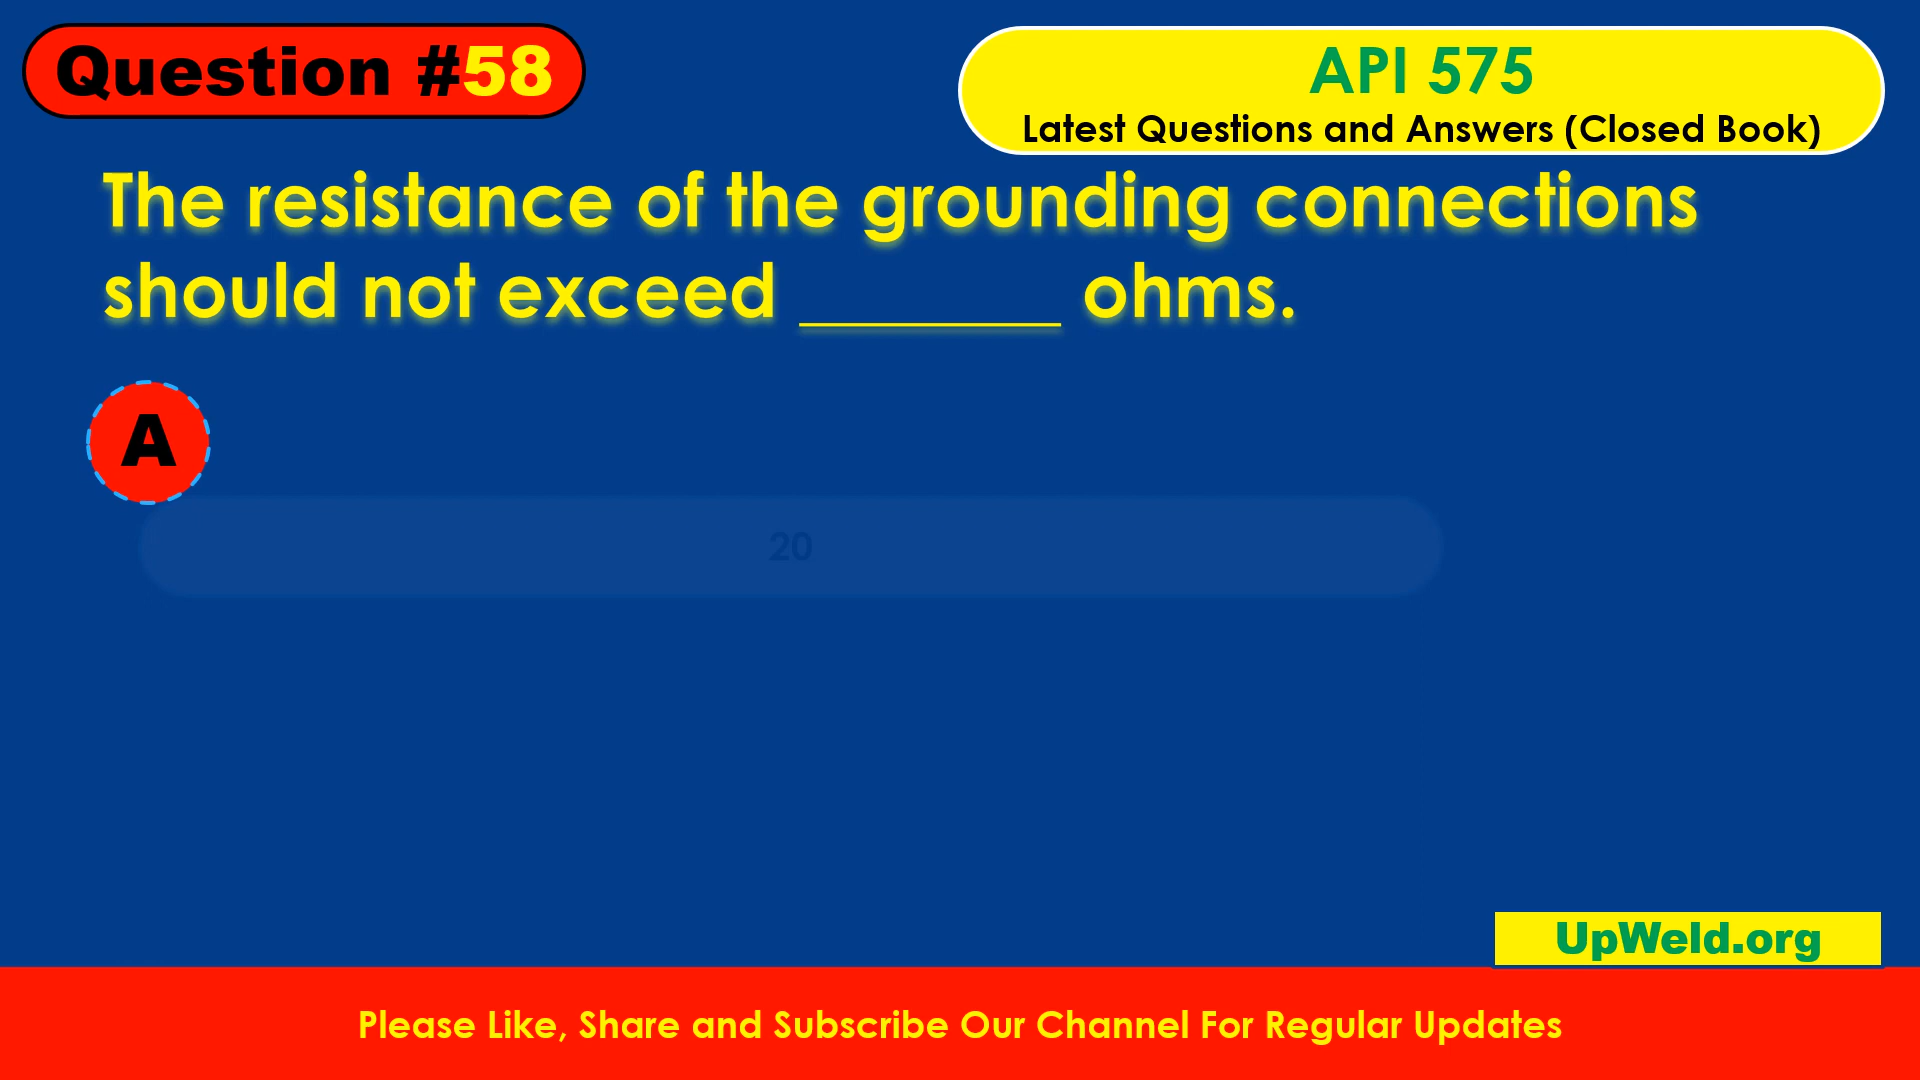 Question #58
API 575
Latest Questions and Answers (Closed Book)
The resistance of the grounding connections
should not exceed _______ ohms.
A
20
UpWeld.org
Please Like, Share and Subscribe Our Channel For Regular Updates